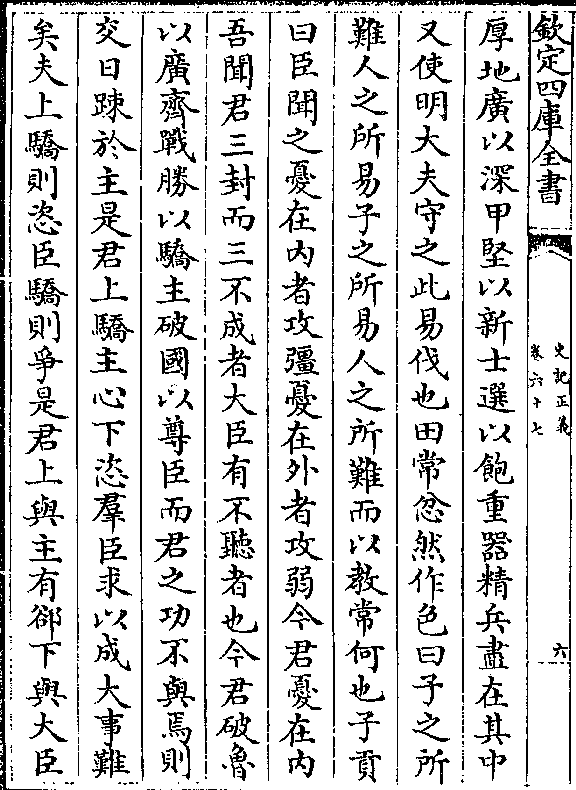 欽定四庫全書
史記正義
卷六十七
六
厚地廣以深甲堅以新士選以飽重器精兵盡在其中
又使明大夫守之此易伐也田常忿然作色曰子之所
難人之所易子之所易人之所難而以教常何也子貢
曰臣聞之憂在內者攻彊憂在外者攻弱今君憂在內
吾聞君三封而三不成者大臣有不聽者也今君破魯
以廣齊戰勝以驕主破國以尊臣而君之功不與焉則
交日踈於主是君上驕主心下恣羣臣求以成大事難
矣夫上驕則恣臣驕則爭是君上與主有郤下與大臣